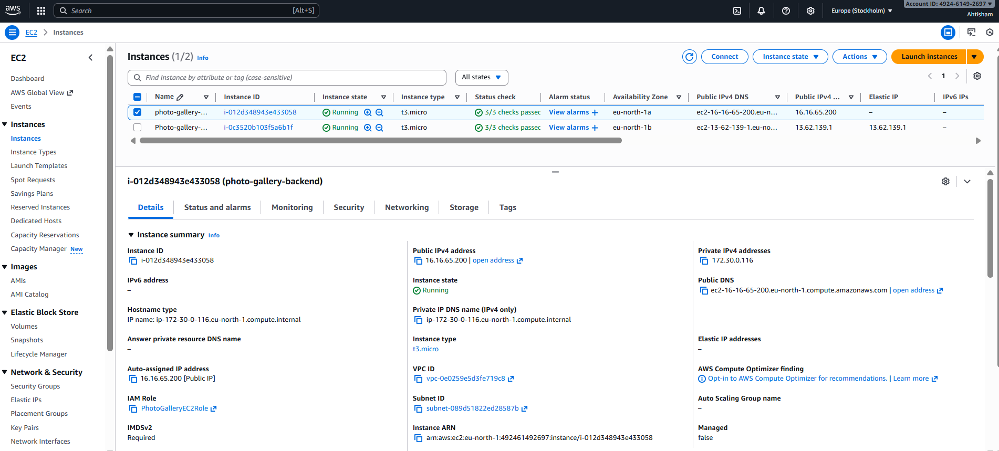 aws
Search [Alt+S]
Europe (Stockholm)
Account ID: 4924-6149-2697
Ahtisham
EC2 Instances
EC2
Dashboard
AWS Global View
Events
Instances
Instances
Instance Types
Launch Templates
Spot Requests
Savings Plans
Reserved Instances
Dedicated Hosts
Capacity Reservations
Capacity Manager New
Images
AMIs
AMI Catalog
Elastic Block Store
Volumes
Snapshots
Lifecycle Manager
Network & Security
Security Groups
Elastic IPs
Placement Groups
Key Pairs
Network Interfaces
Instances (1/2) Info
Connect Instance state Actions Launch instances
Find Instance by attribute or tag (case-sensitive) All states 1
Name Instance ID Instance state Instance type Status check Alarm status Availability Zone Public IPv4 DNS Public IPv4 ... Elastic IP IPv6 IPs
photo-gallery-... i-012d348943e433058 Running t3.micro 3/3 checks passec View alarms + eu-north-1a ec2-16-16-65-200.eu-n... 16.16.65.200 – –
Photo-gallery-... i-0c3520b103f5a6b1f Running t3.micro 3/3 checks passec View alarms + eu-north-1b ec2-13-62-139-1.eu-no... 13.62.139.1 13.62.139.1 –
i-012d348943e433058 (photo-gallery-backend)
Details Status and alarms Monitoring Security Networking Storage Tags
Instance summary Info
Instance ID
i-012d348943e433058
Public IPv4 address
16.16.65.200 | open address
Private IPv4 addresses
172.30.0.116
IPv6 address
–
Instance state
Running
Public DNS
ec2-16-16-65-200.eu-north-1.compute.amazonaws.com | open address
Hostname type
IP name: ip-172-30-0-116.eu-north-1.compute.internal
Private IP DNS name (IPv4 only)
ip-172-30-0-116.eu-north-1.compute.internal
Answer private resource DNS name
–
Instance type
t3.micro
Elastic IP addresses
–
Auto-assigned IP address
16.16.65.200 [Public IP]
VPC ID
vpc-0e0259e5d3fe719c8
AWS Compute Optimizer finding
Opt-in to AWS Compute Optimizer for recommendations. | Learn more
IAM Role
PhotoGalleryEC2Role
Subnet ID
subnet-089d51822ed28587b
Auto Scaling Group name
–
IMDSv2
Required
Instance ARN
arn:aws:ec2:eu-north-1:492461492697:instance/i-012d348943e433058
Managed
false